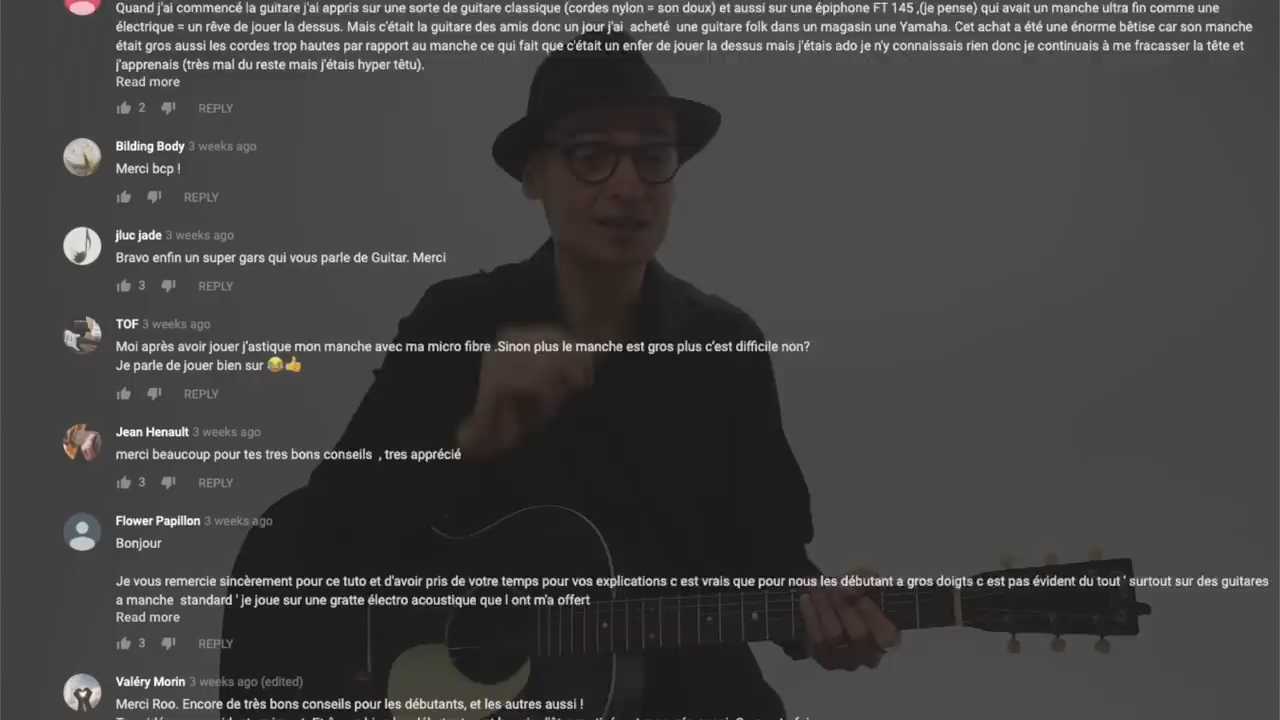 Quand j'ai commencé la guitare j'ai appris sur une sorte de guitare classique (cordes nylon = son doux) et aussi sur une épiphone FT 145 ,(je pense) qui avait un manche ultra fin comme une
électrique = un rêve de jouer la dessus. Mais c'était la guitare des amis donc un jour j'ai  acheté  une guitare folk dans un magasin une Yamaha. Cet achat a été une énorme bêtise car son manche
était gros aussi les cordes trop hautes par rapport au manche ce qui fait que c'était un enfer de jouer la dessus mais j'étais ado je n'y connaissais rien donc je continuais à me fracasser la tête et
j'apprenais (très mal du reste mais j'étais hyper têtu).
Read more
2 REPLY
Bilding Body 3 weeks ago
Merci bcp !
REPLY
jluc jade 3 weeks ago
Bravo enfin un super gars qui vous parle de Guitar. Merci
3 REPLY
TOF 3 weeks ago
Moi après avoir jouer j'astique mon manche avec ma micro fibre .Sinon plus le manche est gros plus c'est difficile non?
Je parle de jouer bien sur 😂👍
REPLY
Jean Henault 3 weeks ago
merci beaucoup pour tes tres bons conseils  , tres apprécié
3 REPLY
Flower Papillon 3 weeks ago
Bonjour
Je vous remercie sincèrement pour ce tuto et d'avoir pris de votre temps pour vos explications c est vrais que pour nous les débutant a gros doigts c est pas évident du tout ' surtout sur des guitares
a manche  standard ' je joue sur une gratte électro acoustique que l ont m'a offert
Read more
3 REPLY
Valéry Morin 3 weeks ago (edited)
Merci Roo. Encore de très bons conseils pour les débutants, et les autres aussi !